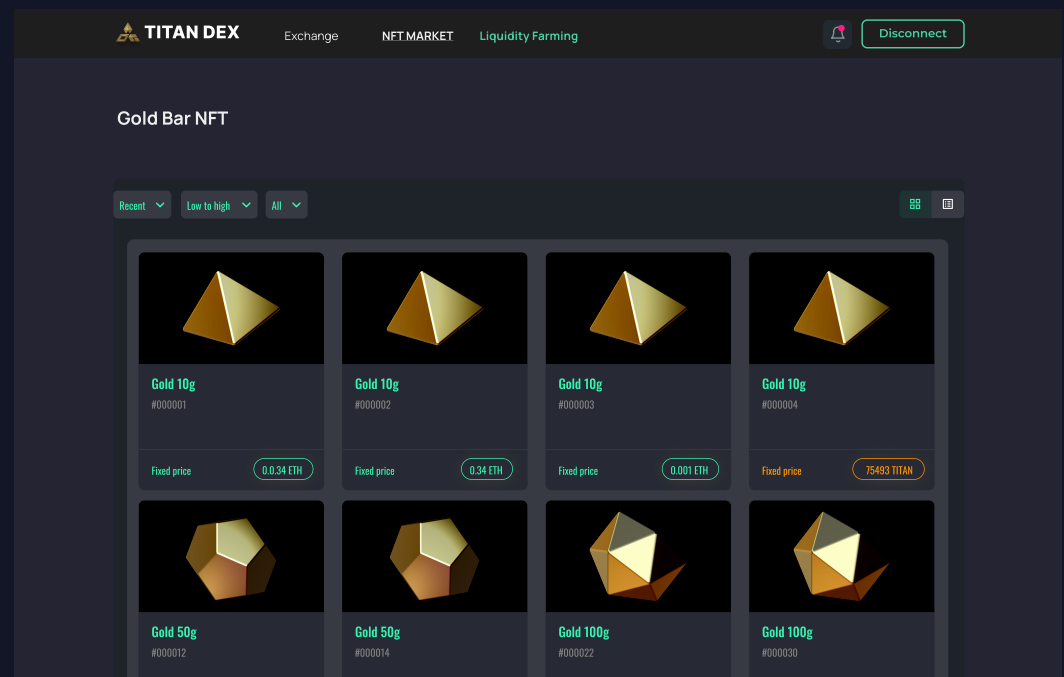 TITAN DEX
Exchange
NFT MARKET
Liquidity Farming
Disconnect
Gold Bar NFT
Recent
Low to high
All
Gold 10g
#000001
Fixed price
0.0.34 ETH
Gold 10g
#000002
Fixed price
0.34 ETH
Gold 10g
#000003
Fixed price
0.001 ETH
Gold 10g
#000004
Fixed price
75493 TITAN
Gold 50g
#000012
Gold 50g
#000014
Gold 100g
#000022
Gold 100g
#000030